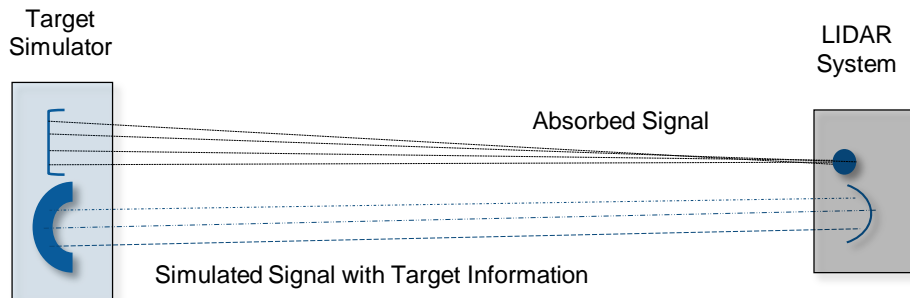 Target
Simulator
LIDAR
System
Absorbed Signal
Simulated Signal with Target Information